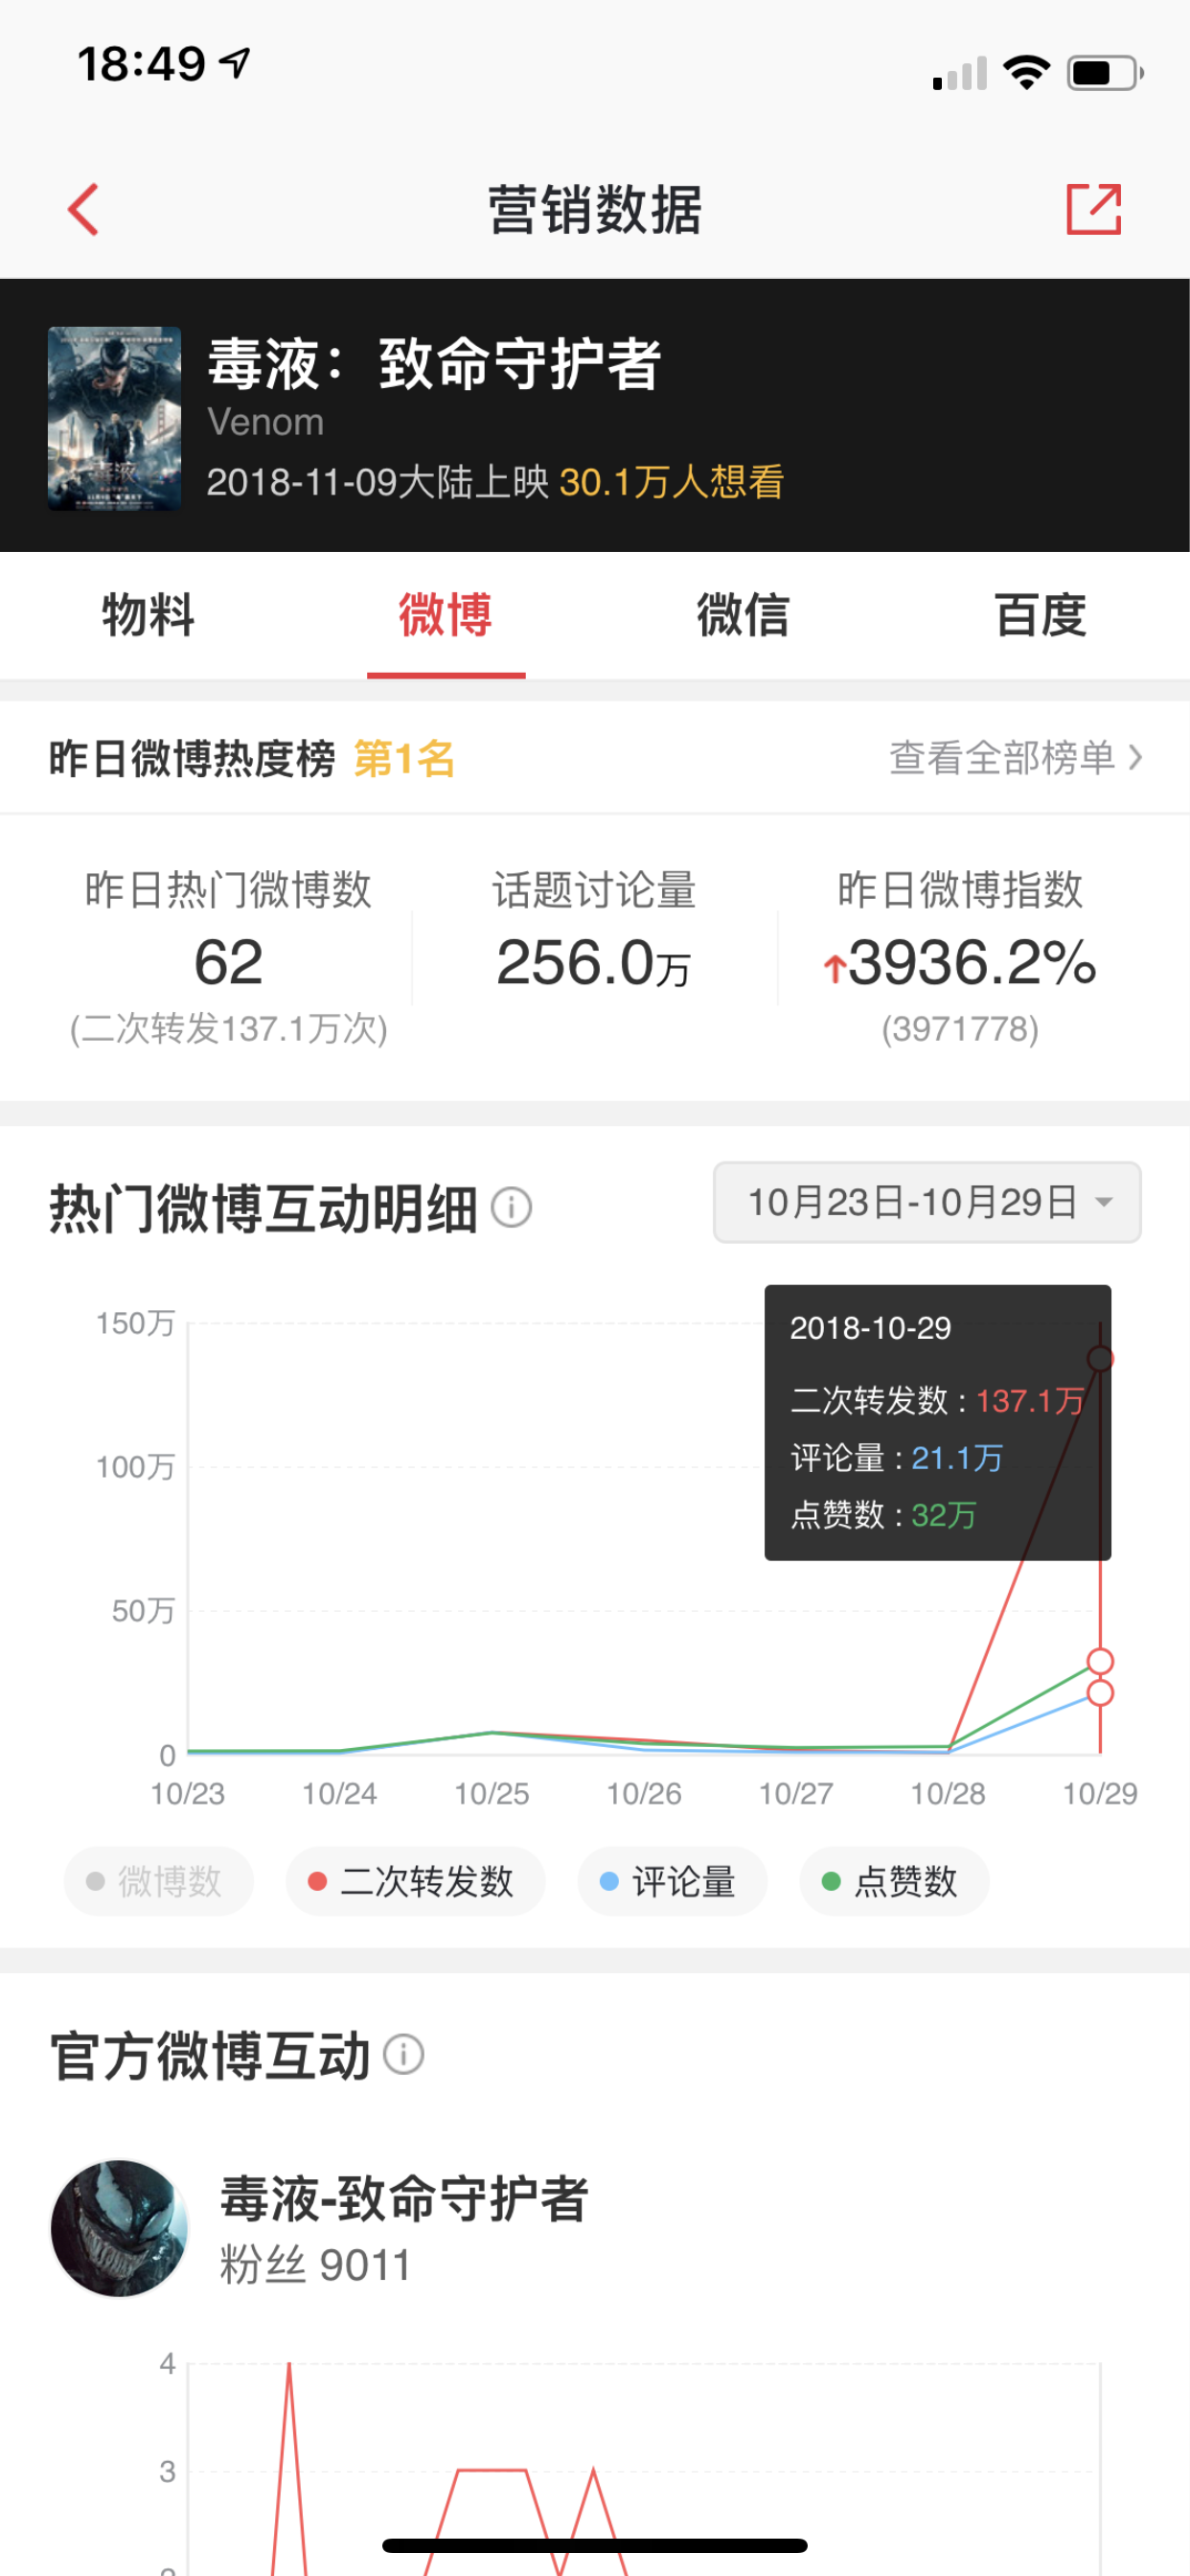 18:49
营销数据
毒液：致命守护者
Venom
2018-11-09大陆上映 30.1万人想看
物料 微博 微信 百度
昨日微博热度榜 第1名 查看全部榜单
昨日热门微博数 话题讨论量 昨日微博指数
62 256.0万 3936.2%
(二次转发137.1万次) (3971778)
热门微博互动明细 10月23日-10月29日
2018-10-29
二次转发数 : 137.1万
评论量 : 21.1万
点赞数 : 32万
150万
100万
50万
0
10/23 10/24 10/25 10/26 10/27 10/28 10/29
微博数 二次转发数 评论量 点赞数
官方微博互动
毒液-致命守护者
粉丝 9011
4
3